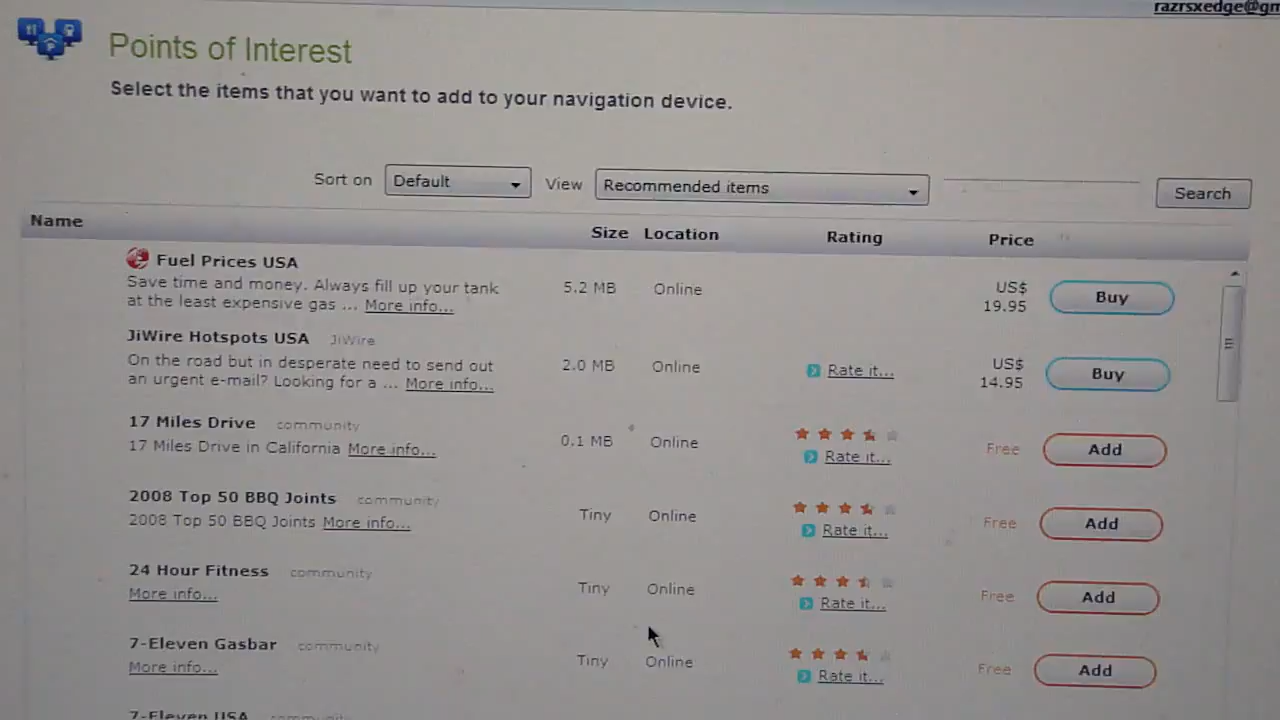 razrsxedge@gm
Points of Interest
Select the items that you want to add to your navigation device.
Sort on Default View Recommended items Search
Name Size Location Rating Price
Fuel Prices USA
Save time and money. Always fill up your tank
at the least expensive gas ... More info...
5.2 MB Online US$
19.95 Buy
JiWire Hotspots USA JiWire
On the road but in desperate need to send out
an urgent e-mail? Looking for a ... More info...
2.0 MB Online Rate it... US$
14.95 Buy
17 Miles Drive community
17 Miles Drive in California More info...
0.1 MB Online Rate it... Free Add
2008 Top 50 BBQ Joints community
2008 Top 50 BBQ Joints More info...
Tiny Online Rate it... Free Add
24 Hour Fitness community
More info...
Tiny Online Rate it... Free Add
7-Eleven Gasbar community
More info...
Tiny Online Rate it... Free Add
7-Eleven USA community